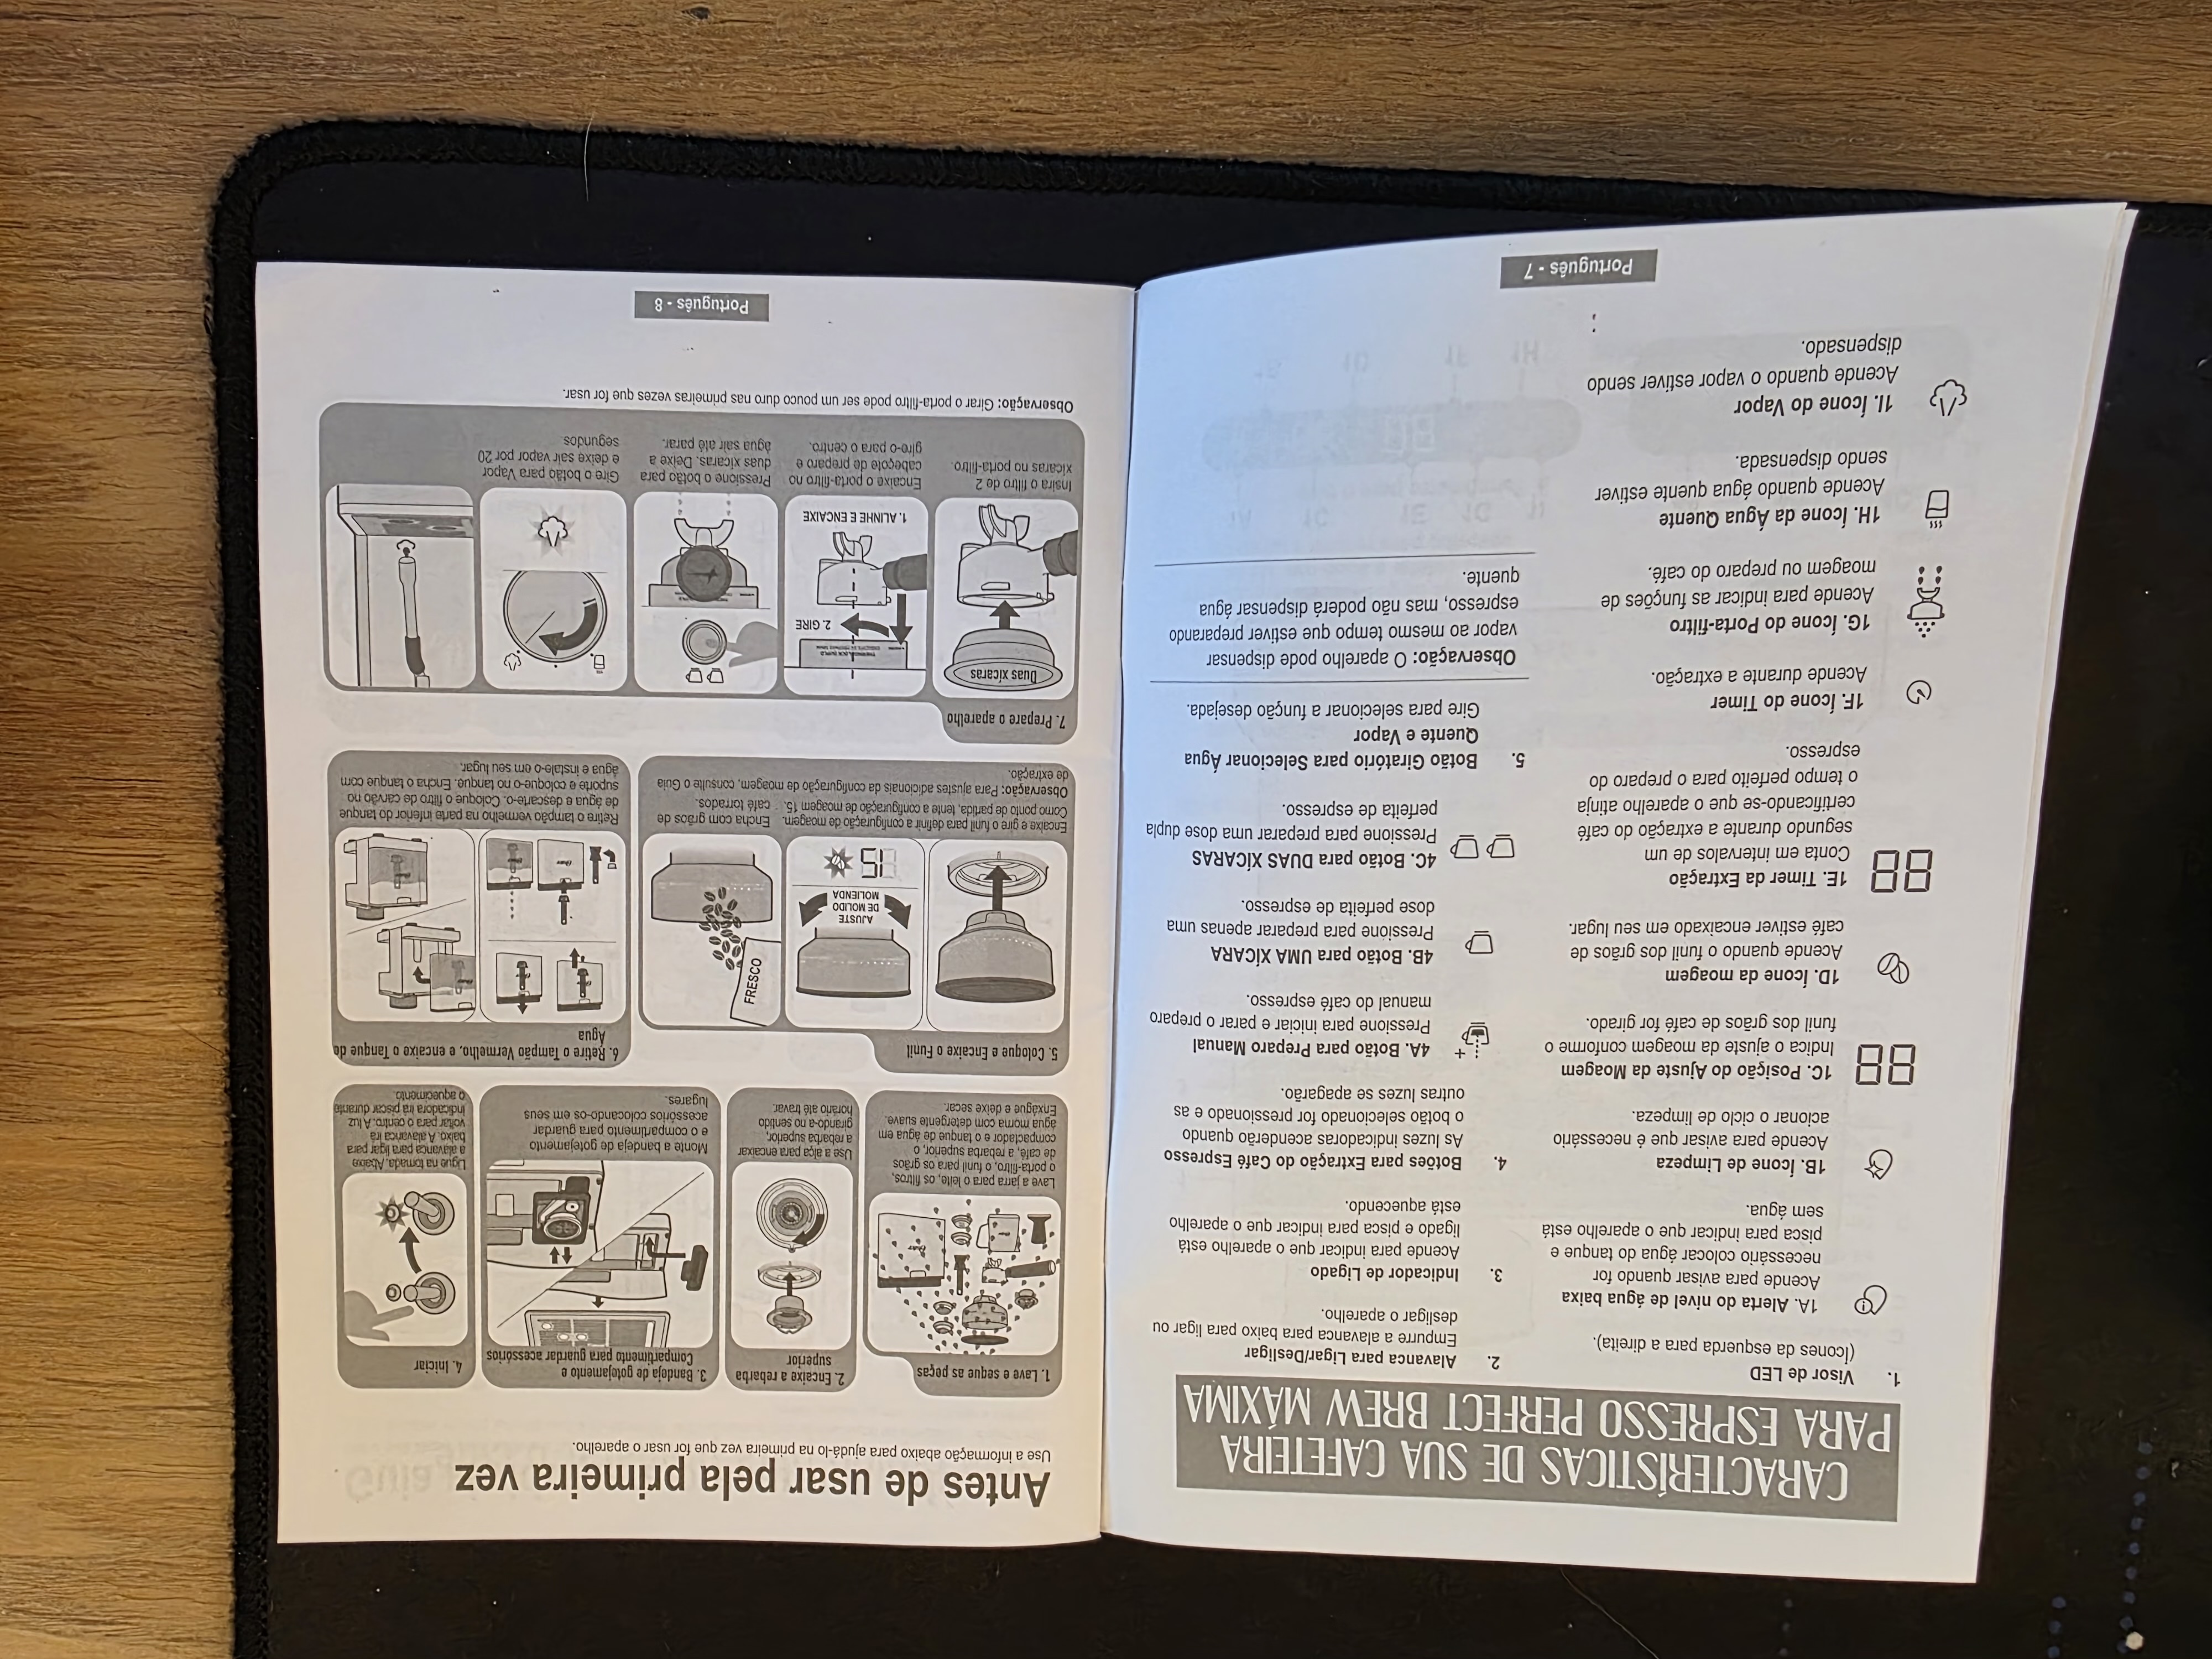 CARACTERÍSTICAS DE SUA CAFETEIRA
PARA ESPRESSO PERFECT BREW MÁXIMA
1. Visor de LED
(Ícones da esquerda para a direita).
1A. Alerta do nível de água baixa
Acende para avisar quando for
necessário colocar água do tanque e
pisca para indicar que o aparelho está
sem água.
1B. Ícone de Limpeza
Acende para avisar que é necessário
acionar o ciclo de limpeza.
88
1C. Posição do Ajuste da Moagem
Indica o ajuste da moagem conforme o
funil dos grãos de café for girado.
1D. Ícone da moagem
Acende quando o funil dos grãos de
café estiver encaixado em seu lugar.
88
1E. Timer da Extração
Conta em intervalos de um
segundo durante a extração do café
certificando-se que o aparelho atinja
o tempo perfeito para o preparo do
espresso.
1F. Ícone do Timer
Acende durante a extração.
1G. Ícone do Porta-filtro
Acende para indicar as funções de
moagem ou preparo do café.
1H. Ícone da Água Quente
Acende quando água quente estiver
sendo dispensada.
1I. Ícone do Vapor
Acende quando o vapor estiver sendo
dispensado.
2. Alavanca para Ligar/Desligar
Empurre a alavanca para baixo para ligar ou
desligar o aparelho.
3. Indicador de Ligado
Acende para indicar que o aparelho está
ligado e pisca para indicar que o aparelho
está aquecendo.
4. Botões para Extração do Café Espresso
As luzes indicadoras acenderão quando
o botão selecionado for pressionado e as
outras luzes se apagarão.
4A. Botão para Preparo Manual
Pressione para iniciar e parar o preparo
manual do café espresso.
4B. Botão para UMA XÍCARA
Pressione para preparar apenas uma
dose perfeita de espresso.
4C. Botão para DUAS XÍCARAS
Pressione para preparar uma dose dupla
perfeita de espresso.
5. Botão Giratório para Selecionar Água
Quente e Vapor
Gire para selecionar a função desejada.
Observação: O aparelho pode dispensar
vapor ao mesmo tempo que estiver preparando
espresso, mas não poderá dispensar água
quente.
Português - 7
Antes de usar pela primeira vez
Use a informação abaixo para ajudá-lo na primeira vez que for usar o aparelho.
1. Lave e seque as peças
Lave a jarra para o leite, os filtros,
o porta-filtro, o funil para os grãos
de café, a rebarba superior, o
compactador e o tanque de água em
água morna com detergente suave.
Enxágue e deixe secar.
2. Encaixe a rebarba
superior
Use a alça para encaixar
a rebarba superior,
girando-a no sentido
horário até travar.
3. Bandeja de gotejamento e
Compartimento para guardar acessórios
Monte a bandeja de gotejamento
e o compartimento para guardar
acessórios colocando-os em seus
lugares.
4. Iniciar
Ligue na tomada. Abaixe
a alavanca para ligar para
baixo. A alavanca irá
voltar para o centro. A luz
indicadora irá piscar durante
o aquecimento.
5. Coloque e Encaixe o Funil
AJUSTE
DE MOLIDO
MOLIENDA
15
FRESCO
Encaixe e gire o funil para definir a configuração de moagem.
Como ponto de partida, tente a configuração de moagem 15.
Encha com grãos de
café torrados.
Observação: Para ajustes adicionais da configuração de moagem, consulte o Guia
de extração.
6. Retire o Tampão Vermelho, e encaixe o Tanque de
Água
Retire o tampão vermelho na parte inferior do tanque
de água e descarte-o. Coloque o filtro de carvão no
suporte e coloque-o no tanque. Encha o tanque com
água e instale-o em seu lugar.
7. Prepare o aparelho
Duas xícaras
2. GIRE
1. ALINHE E ENCAIXE
Insira o filtro de 2
xícaras no porta-filtro.
Encaixe o porta-filtro no
cabeçote de preparo e
gire-o para o centro.
Pressione o botão para
duas xícaras. Deixe a
água sair até parar.
Gire o botão para Vapor
e deixe sair vapor por 20
segundos.
Observação: Girar o porta-filtro pode ser um pouco duro nas primeiras vezes que for usar.
Português - 8